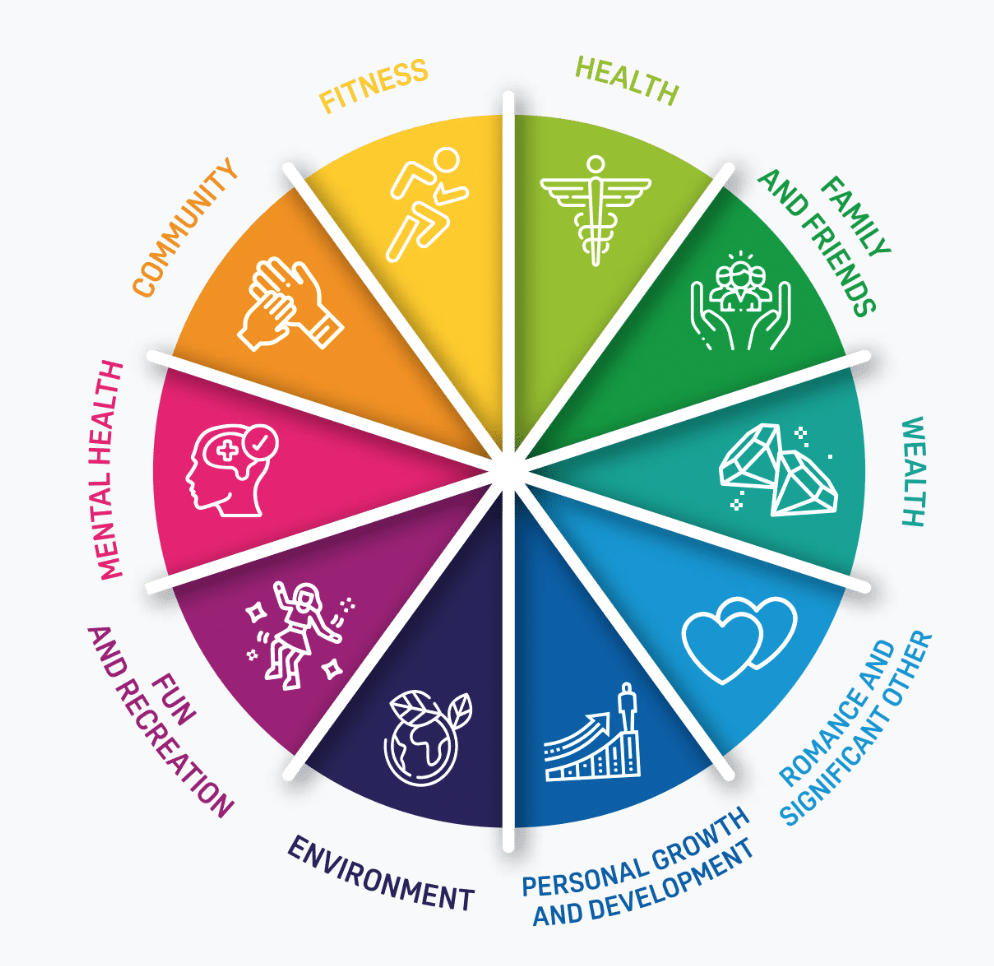 FITNESS
HEALTH
FAMILY
AND FRIENDS
WEALTH
ROMANCE AND
SIGNIFICANT OTHER
PERSONAL GROWTH
AND DEVELOPMENT
ENVIRONMENT
FUN
AND RECREATION
MENTAL HEALTH
COMMUNITY